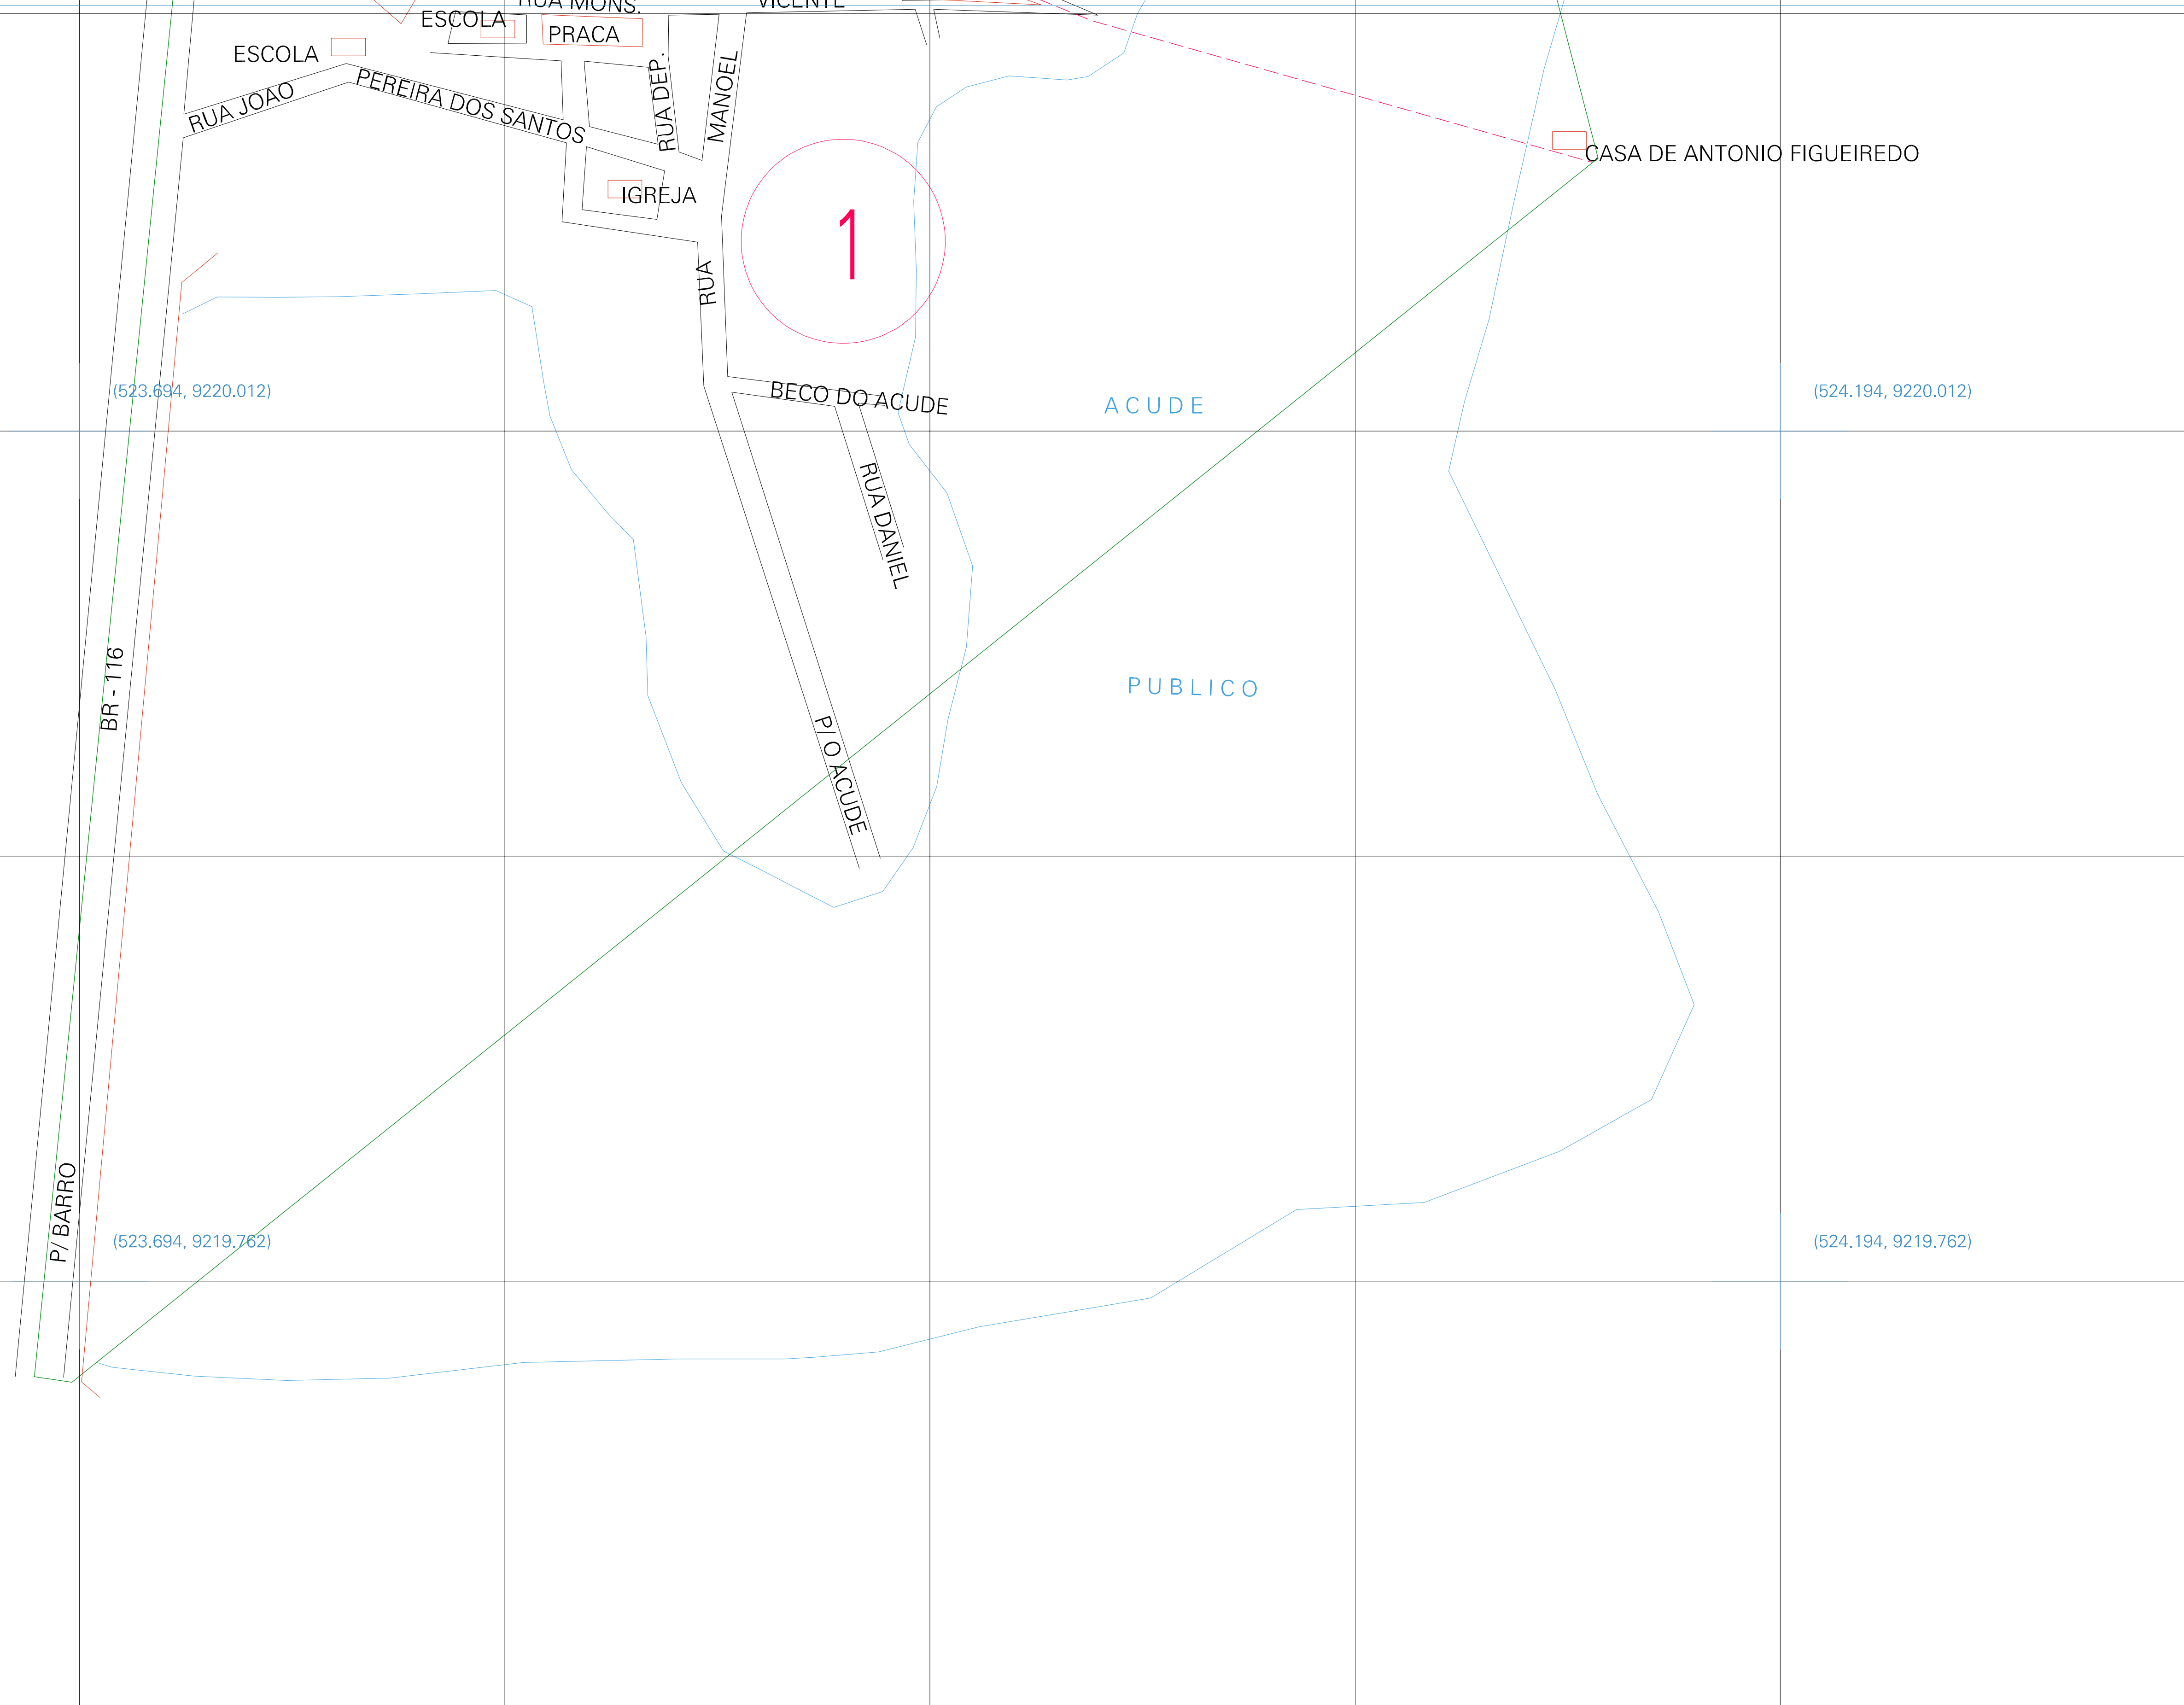 RUA MONS.
VICENTE
ESCOLA
PRACA
ESCOLA
RUA JOAO
PEREIRA DOS SANTOS
RUA DEP.
MANOEL
CASA DE ANTONIO FIGUEIREDO
IGREJA
1
RUA
(523.694, 9220.012)
BECO DO ACUDE
ACUDE
(524.194, 9220.012)
RUA DANIEL
BR - 116
PUBLICO
P/ O ACUDE
P/ BARRO
(523.694, 9219.762)
(524.194, 9219.762)